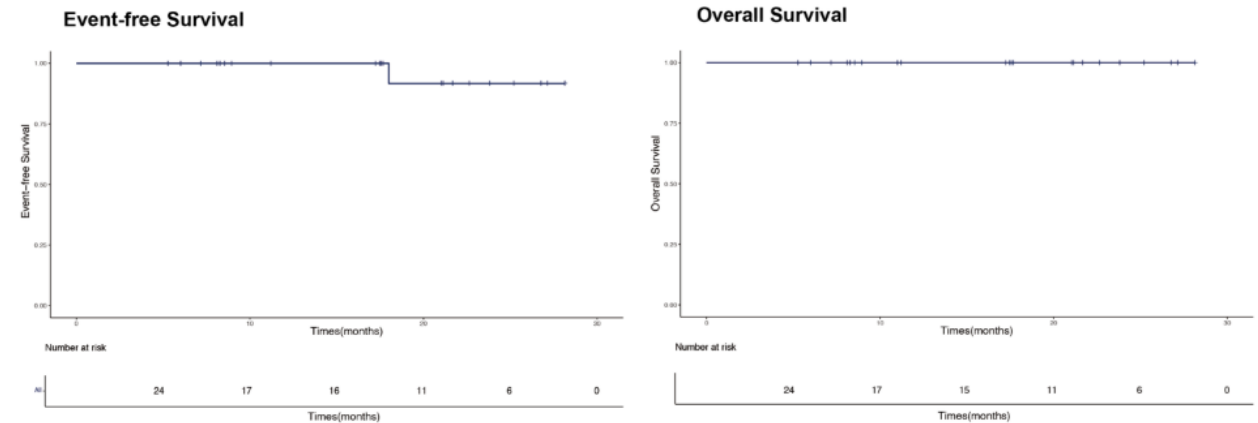 Event-free Survival
1.00
0.75
0.50
0.25
0.00
Event-free Survival
0 10 20 30
Times(months)
Number at risk
All
24 17 16 11 6 0
Times(months)
Overall Survival
1.00
0.75
0.50
0.25
0.00
Overall Survival
0 10 20 30
Times(months)
Number at risk
24 17 15 11 6 0
Times(months)